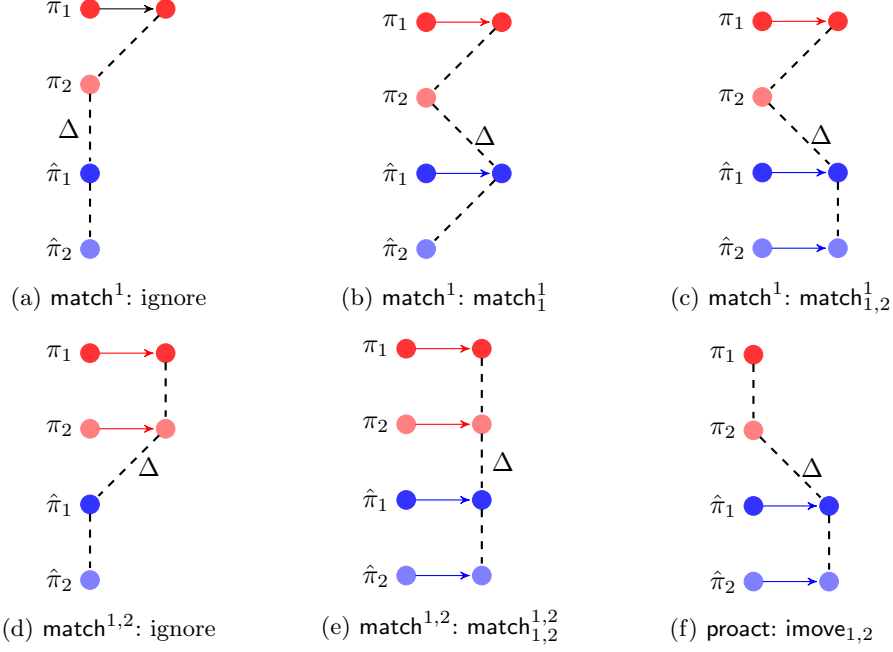 π₁
π₂
Δ
π̂₁
π̂₂
(a) match¹: ignore
π₁
π₂
Δ
π̂₁
π̂₂
(b) match¹: match¹₁
π₁
π₂
Δ
π̂₁
π̂₂
(c) match¹: match¹₁,₂
π₁
π₂
Δ
π̂₁
π̂₂
(d) match¹,²: ignore
π₁
π₂
Δ
π̂₁
π̂₂
(e) match¹,²: match¹,²₁,₂
π₁
π₂
Δ
π̂₁
π̂₂
(f) proact: imove₁,₂